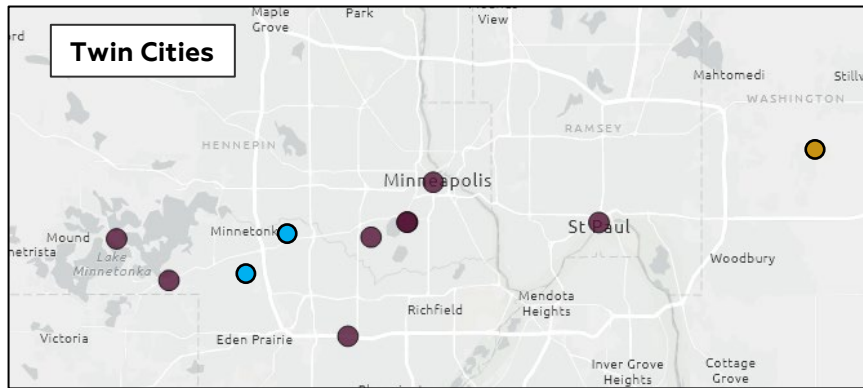 Maple
Grove
Park
View
Twin Cities
Mahtomedi
WASHINGTON
RAMSEY
HENNEPIN
Minneapolis
Minnetonk
St Paul
Mound
Lake
Minnetonka
Woodbury
Richfield
Mendota
Heights
Victoria
Eden Prairie
Inver Grove
Heights
Cottage
Grove